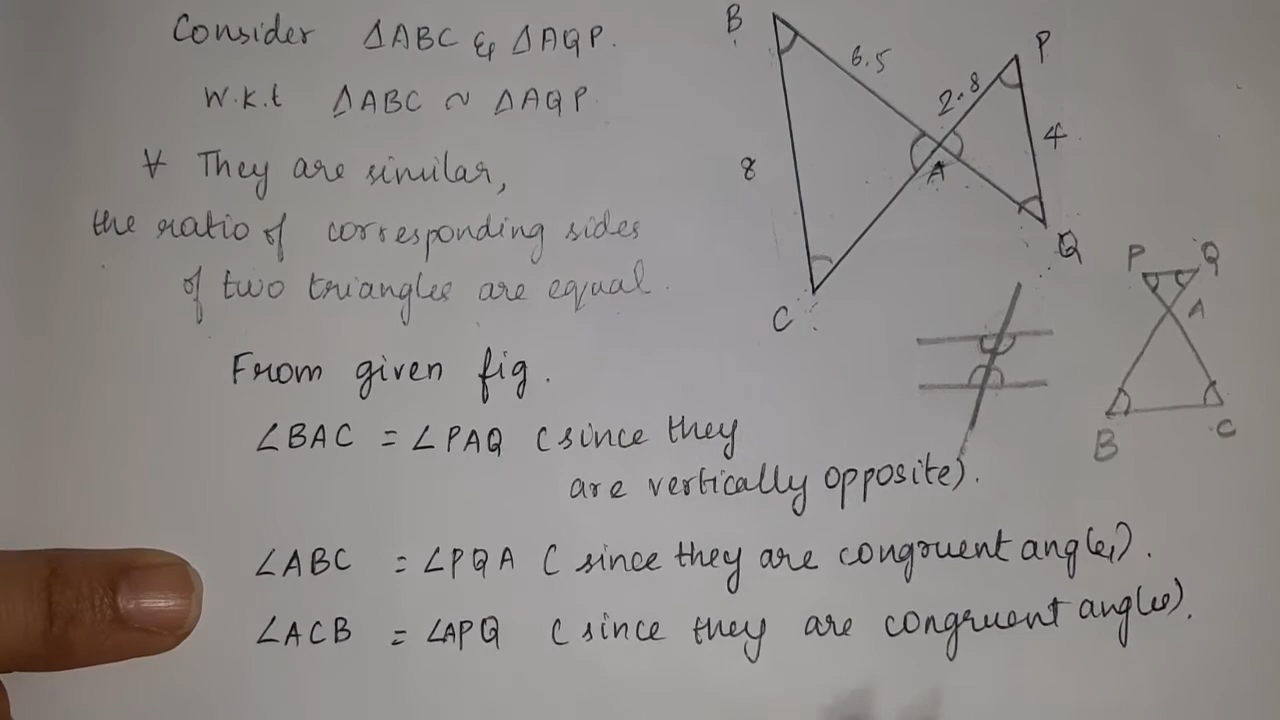 Consider ΔABC & ΔAQP.
W.K.t ΔABC ~ ΔAQP
∀ They are similar,
the ratio of corresponding sides
of two triangles are equal.
From given fig.
∠BAC = ∠PAQ (since they
are vertically opposite).
∠ABC = ∠PQA (since they are congruent angles).
∠ACB = ∠APQ (since they are congruent angles).
B
6.5
P
2.8
4
8
A
Q
C
P Q
A
B
C